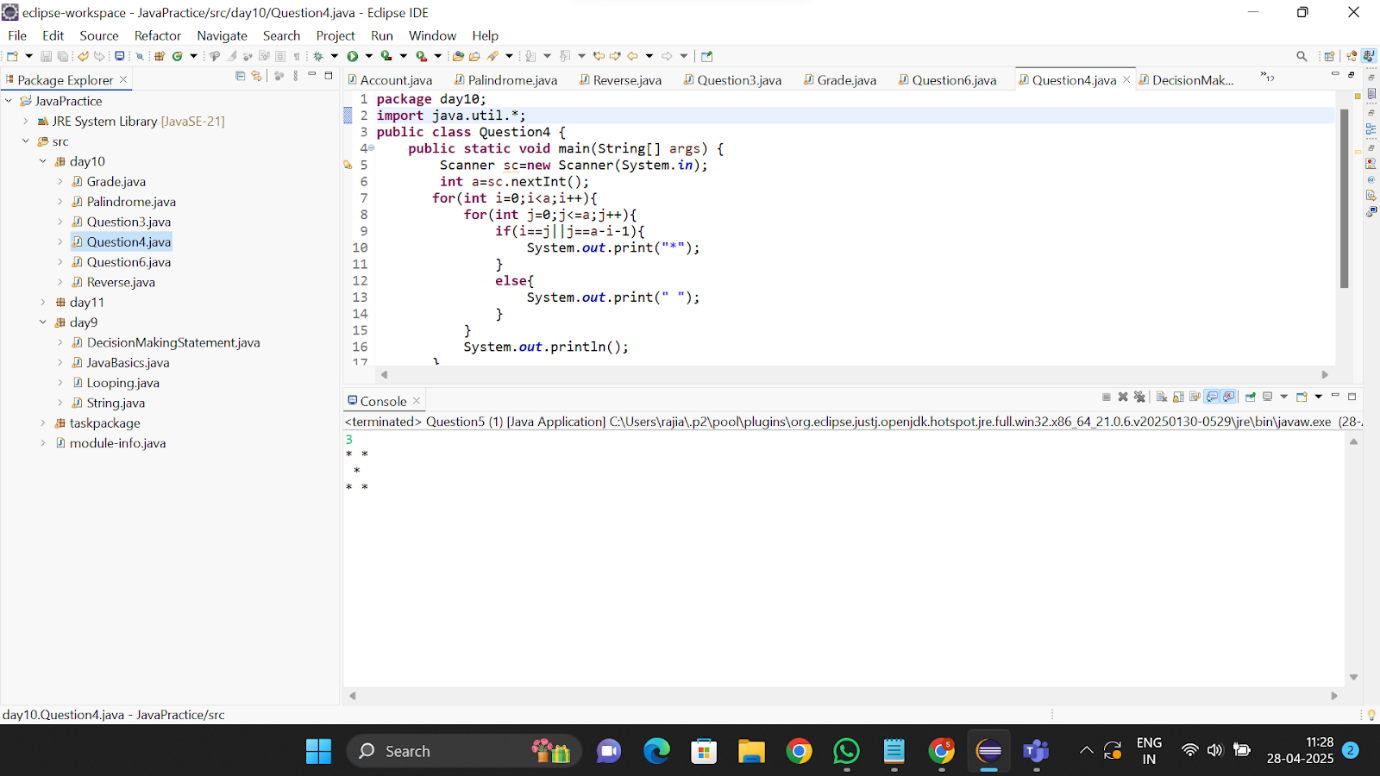 eclipse-workspace - JavaPractice/src/day10/Question4.java - Eclipse IDE
File Edit Source Refactor Navigate Search Project Run Window Help
Package Explorer
Account.java Palindrome.java Reverse.java Question3.java Grade.java Question6.java Question4.java DecisionMak... »12
JavaPractice
JRE System Library [JavaSE-21]
src
day10
Grade.java
Palindrome.java
Question3.java
Question4.java
Question6.java
Reverse.java
day11
day9
DecisionMakingStatement.java
JavaBasics.java
Looping.java
String.java
taskpackage
module-info.java
1 package day10;
2 import java.util.*;
3 public class Question4 {
4 public static void main(String[] args) {
5 Scanner sc=new Scanner(System.in);
6 int a=sc.nextInt();
7 for(int i=0;i<a;i++){
8 for(int j=0;j<=a;j++){
9 if(i==j||j==a-i-1){
10 System.out.print("*");
11 }
12 else{
13 System.out.print(" ");
14 }
15 }
16 System.out.println();
17 }
Console
<terminated> Question5 (1) [Java Application] C:\Users\rajia\.p2\pool\plugins\org.eclipse.justj.openjdk.hotspot.jre.full.win32.x86_64_21.0.6.v20250130-0529\jre\bin\javaw.exe (28-
3
* *
 *
* *
day10.Question4.java - JavaPractice/src
Search
ENG
IN
11:28
28-04-2025
2